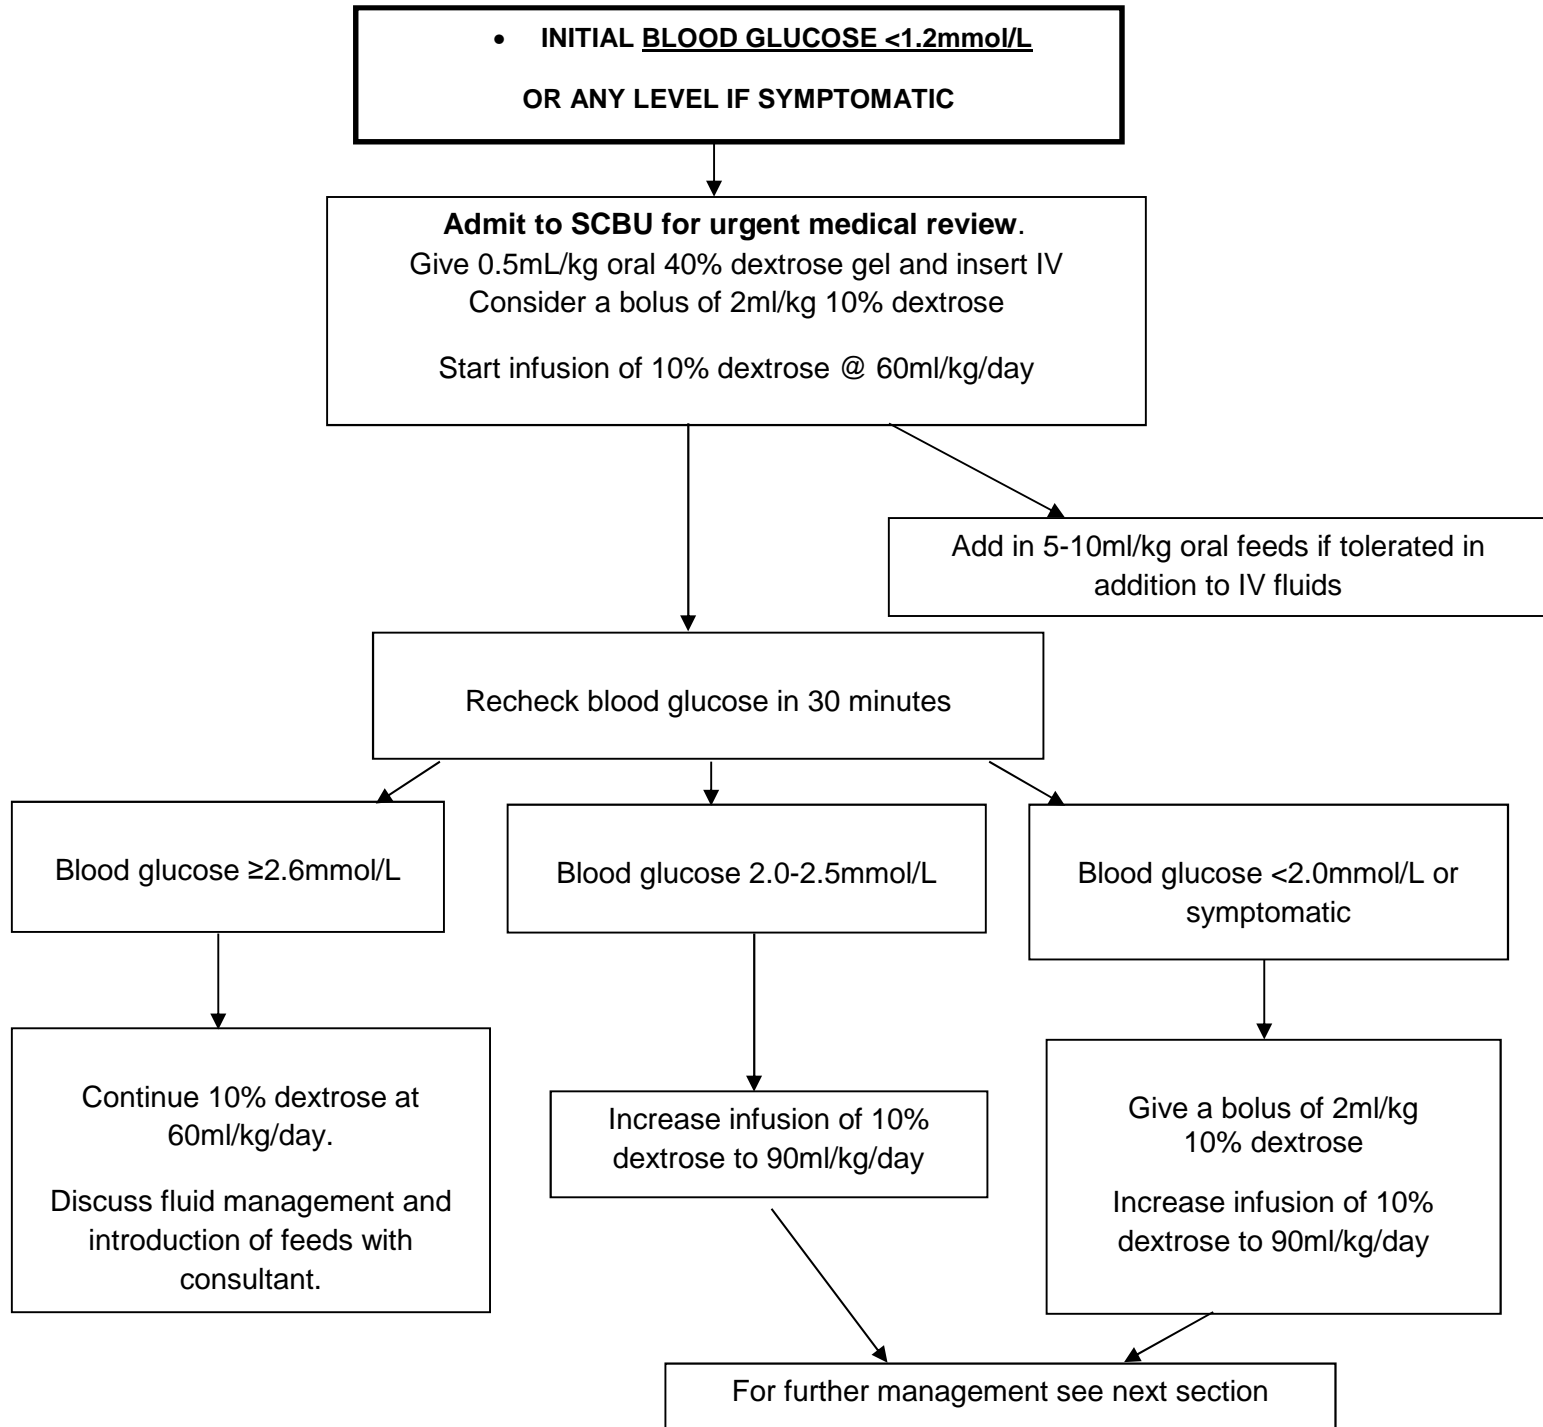 • INITIAL BLOOD GLUCOSE <1.2mmol/L
OR ANY LEVEL IF SYMPTOMATIC
Admit to SCBU for urgent medical review.
Give 0.5mL/kg oral 40% dextrose gel and insert IV
Consider a bolus of 2ml/kg 10% dextrose
Start infusion of 10% dextrose @ 60ml/kg/day
Add in 5-10ml/kg oral feeds if tolerated in
addition to IV fluids
Recheck blood glucose in 30 minutes
Blood glucose ≥2.6mmol/L
Blood glucose 2.0-2.5mmol/L
Blood glucose <2.0mmol/L or
symptomatic
Continue 10% dextrose at
60ml/kg/day.
Discuss fluid management and
introduction of feeds with
consultant.
Increase infusion of 10%
dextrose to 90ml/kg/day
Give a bolus of 2ml/kg
10% dextrose
Increase infusion of 10%
dextrose to 90ml/kg/day
For further management see next section